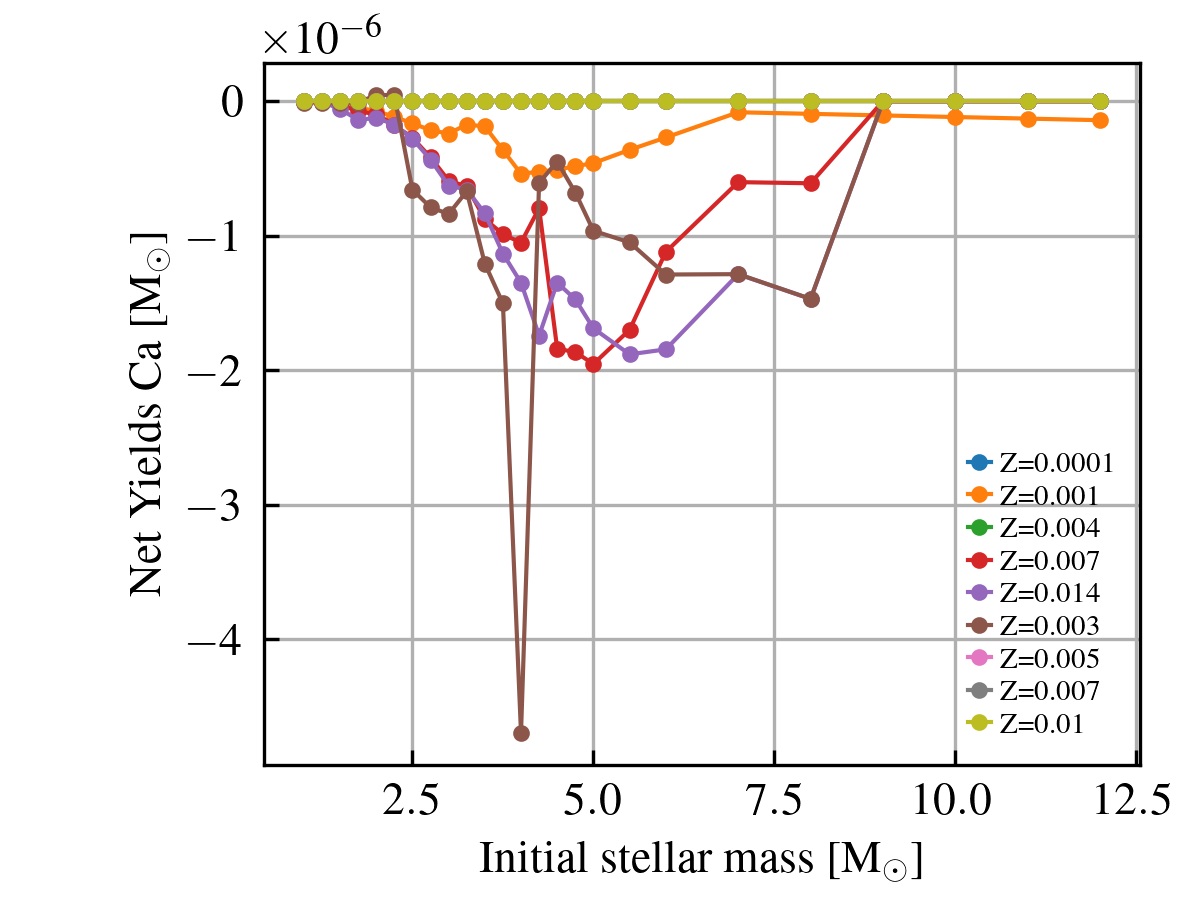 ×10⁻⁶
0
−1
−2
−3
−4
Net Yields Ca [M☉]
Z=0.0001
Z=0.001
Z=0.004
Z=0.007
Z=0.014
Z=0.003
Z=0.005
Z=0.007
Z=0.01
2.5 5.0 7.5 10.0 12.5
Initial stellar mass [M☉]